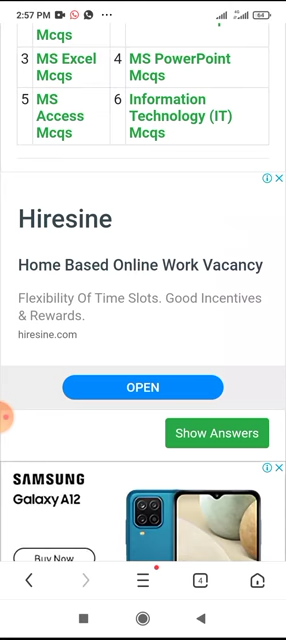 2:57 PM
64
Mcqs
3 MS Excel Mcqs
4 MS PowerPoint Mcqs
5 MS Access Mcqs
6 Information Technology (IT) Mcqs
Hiresine
Home Based Online Work Vacancy
Flexibility Of Time Slots. Good Incentives
& Rewards.
hiresine.com
OPEN
Show Answers
SAMSUNG
Galaxy A12
Buy Now
4